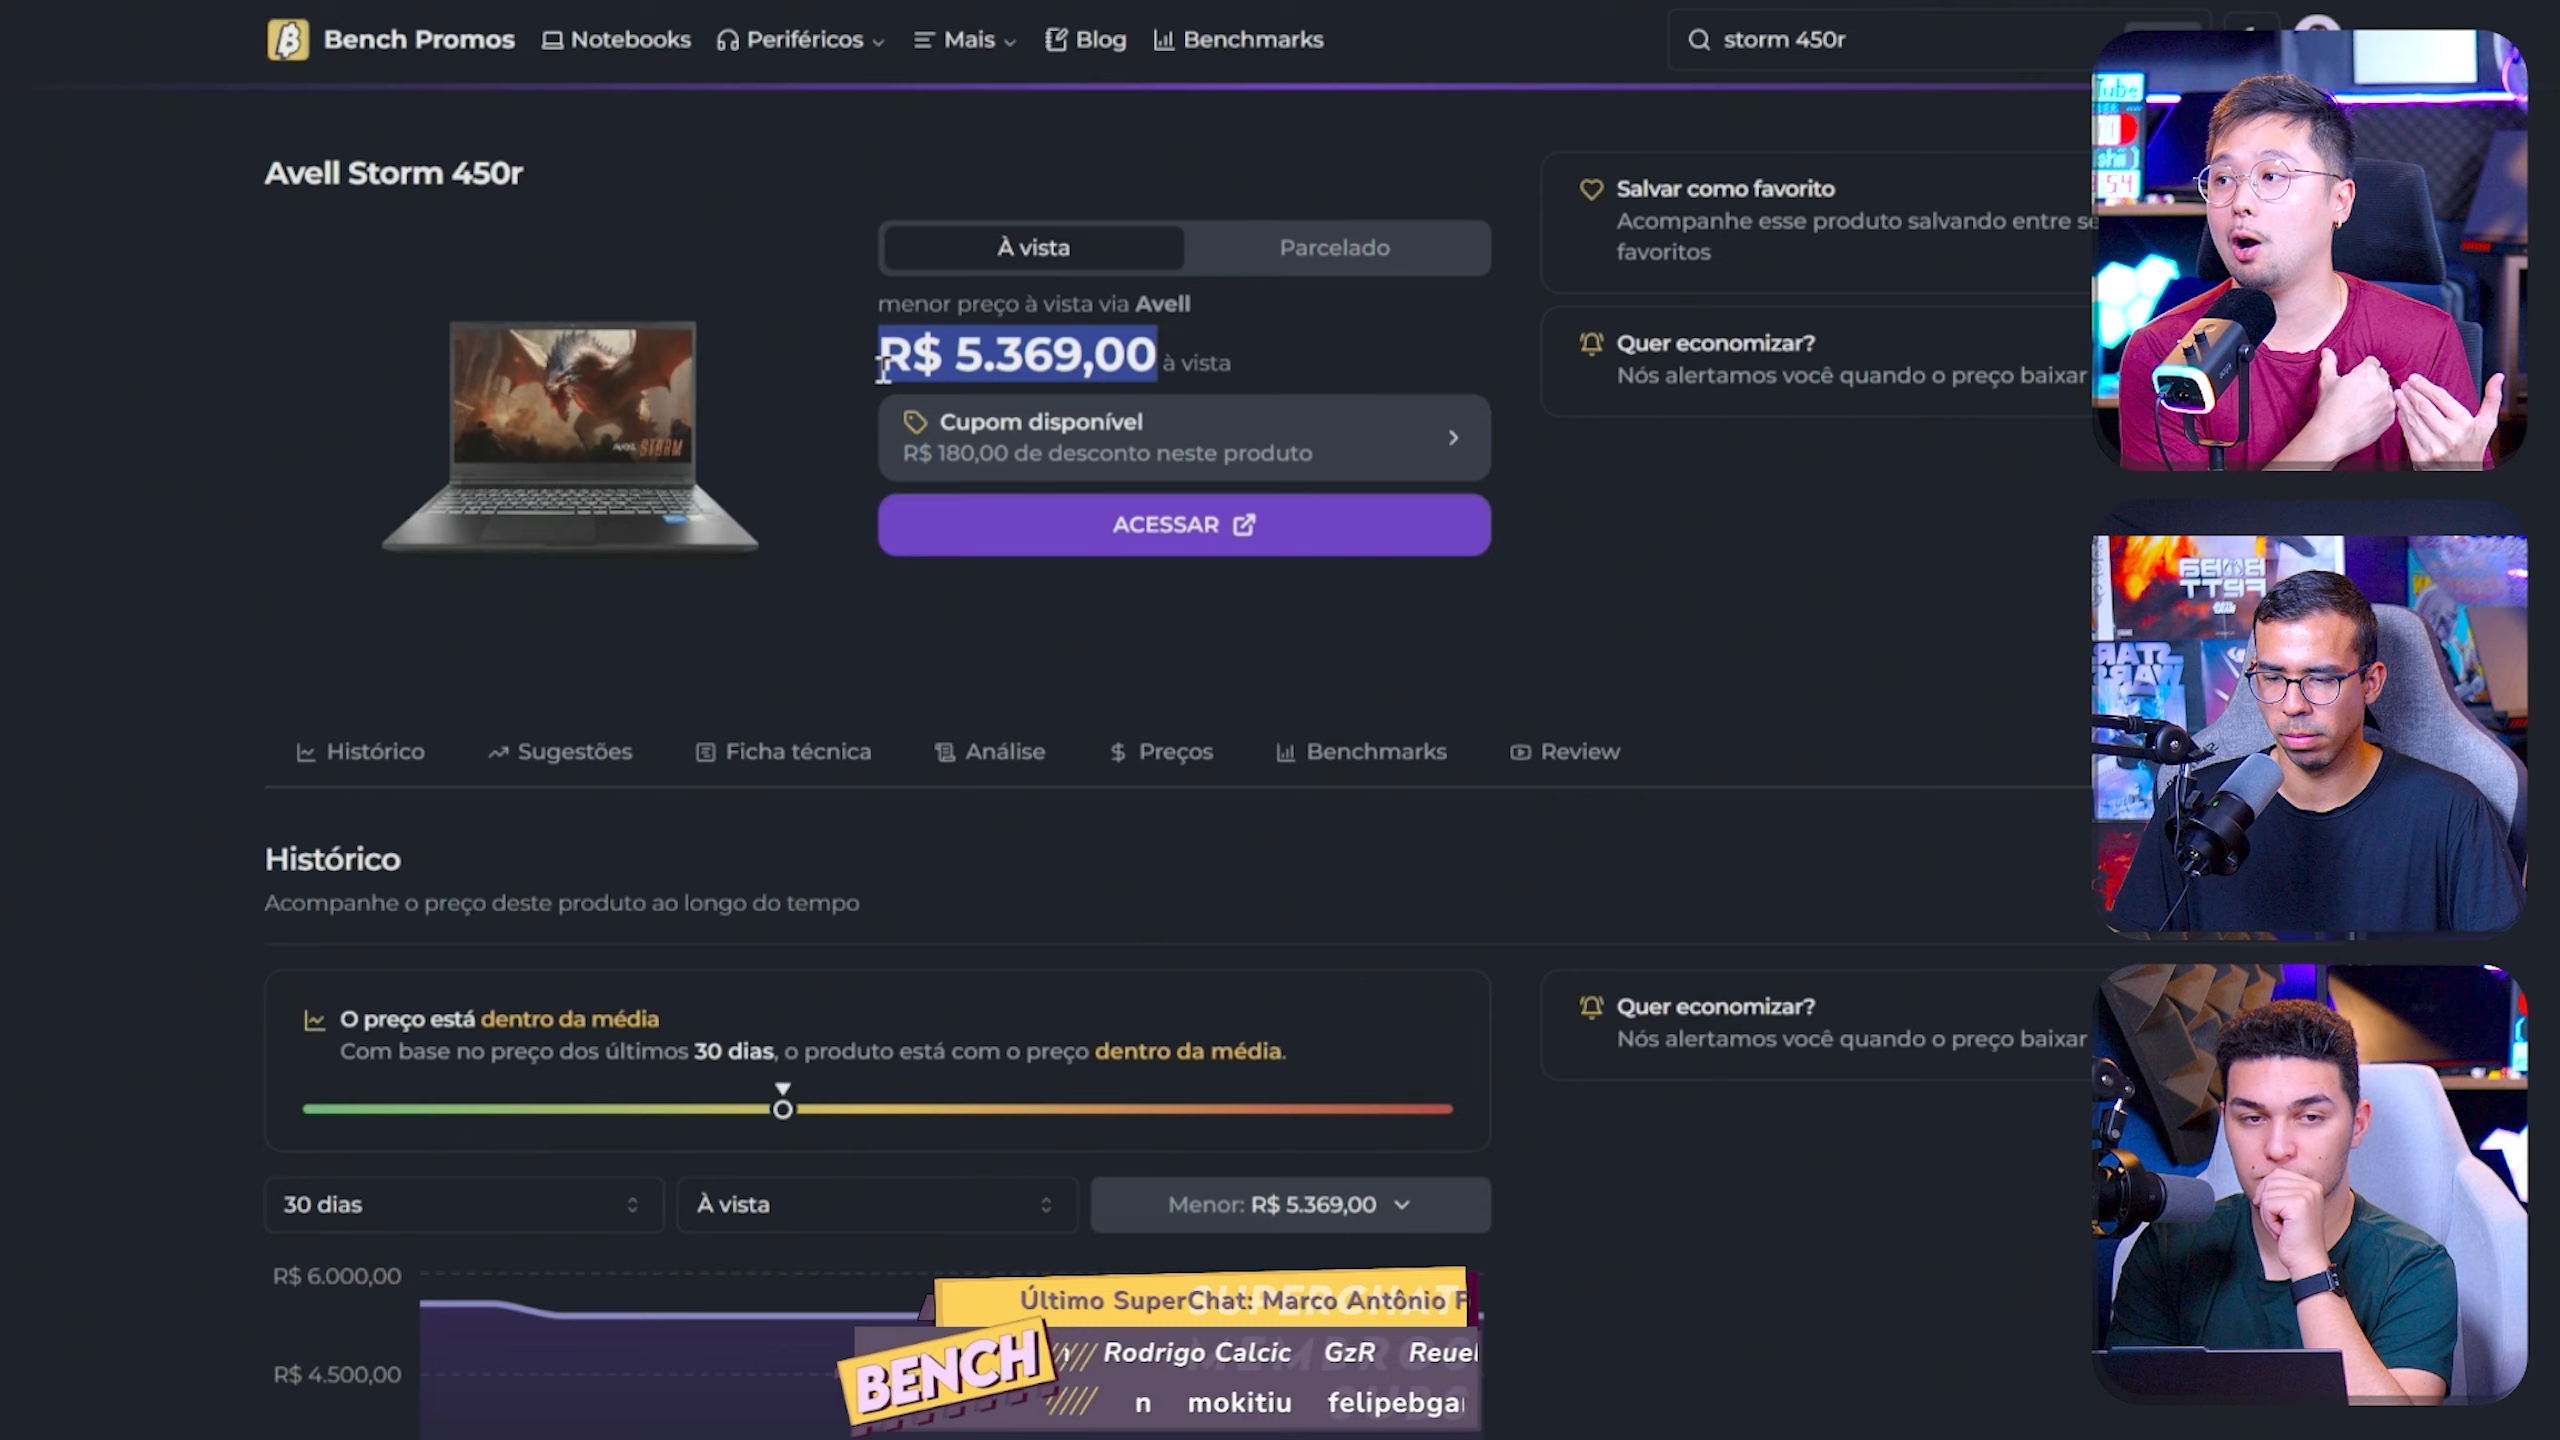 Bench Promos
Notebooks
Periféricos
Mais
Blog
Benchmarks
storm 450r
Avell Storm 450r
À vista
Parcelado
menor preço à vista via Avell
R$ 5.369,00 à vista
Cupom disponível
R$ 180,00 de desconto neste produto
ACESSAR
Salvar como favorito
Acompanhe esse produto salvando entre se
favoritos
Quer economizar?
Nós alertamos você quando o preço baixar
STORM
Histórico
Sugestões
Ficha técnica
Análise
Preços
Benchmarks
Review
Histórico
Acompanhe o preço deste produto ao longo do tempo
O preço está dentro da média
Com base no preço dos últimos 30 dias, o produto está com o preço dentro da média.
Quer economizar?
Nós alertamos você quando o preço baixar
30 dias
À vista
Menor: R$ 5.369,00
R$ 6.000,00
R$ 4.500,00
Último SuperChat: Marco Antônio F
SUPERCHAT
BENCH
Rodrigo Calcic GzR Reuel
n mokitiu felipebga
Tube
54